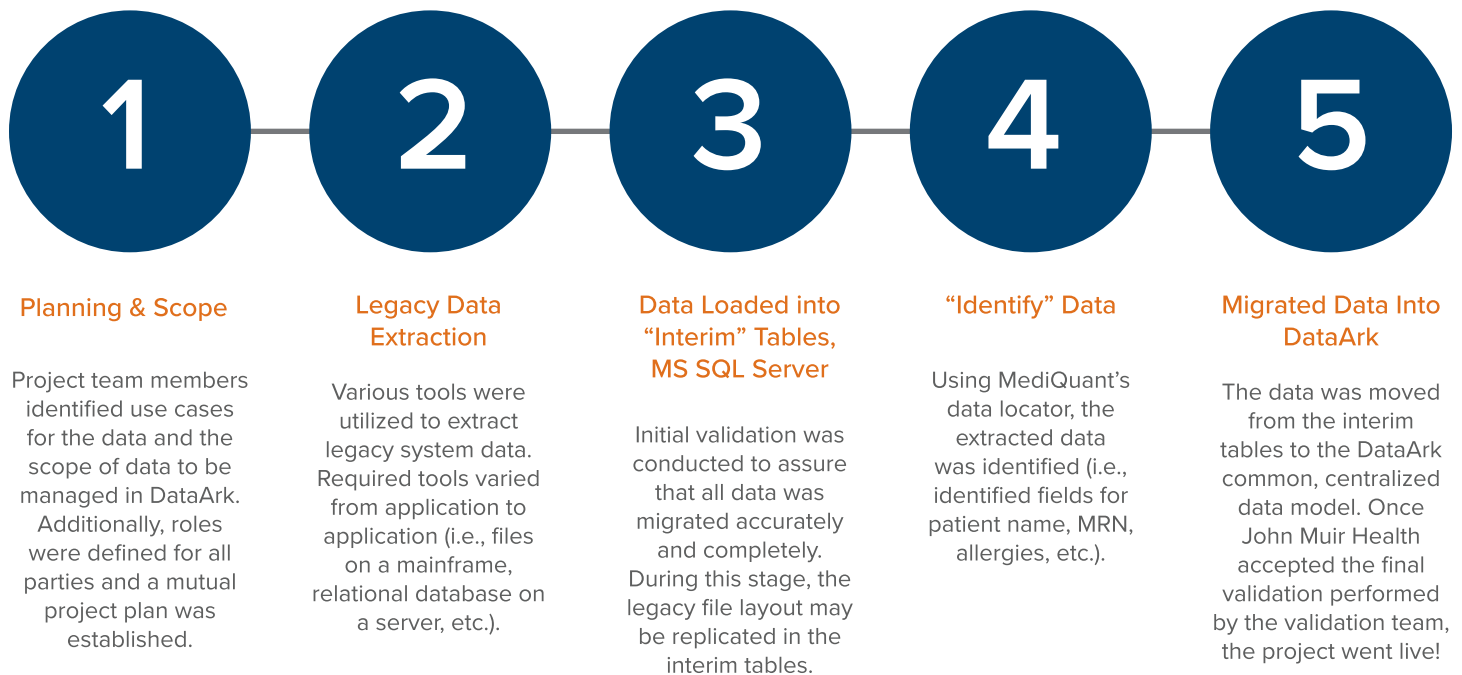 1
2
3
4
5
Planning & Scope
Project team members
identified use cases
for the data and the
scope of data to be
managed in DataArk.
Additionally, roles
were defined for all
parties and a mutual
project plan was
established.
Legacy Data
Extraction
Various tools were
utilized to extract
legacy system data.
Required tools varied
from application to
application (i.e., files
on a mainframe,
relational database on
a server, etc.).
Data Loaded into
“Interim” Tables,
MS SQL Server
Initial validation was
conducted to assure
that all data was
migrated accurately
and completely.
During this stage, the
legacy file layout may
be replicated in the
interim tables.
“Identify” Data
Using MediQuant’s
data locator, the
extracted data
was identified (i.e.,
identified fields for
patient name, MRN,
allergies, etc.).
Migrated Data Into
DataArk
The data was moved
from the interim
tables to the DataArk
common, centralized
data model. Once
John Muir Health
accepted the final
validation performed
by the validation team,
the project went live!